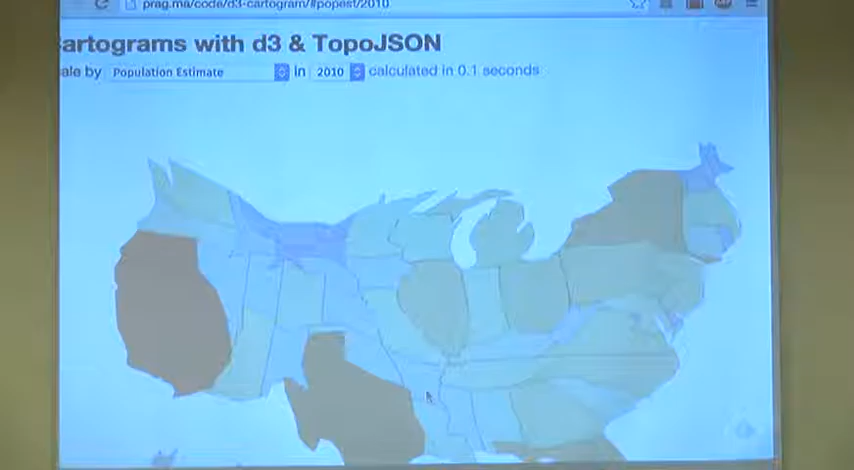 prag.ma/code/d3-cartogram/#popest/2010
artograms with d3 & TopoJSON
ale by Population Estimate in 2010 calculated in 0.1 seconds